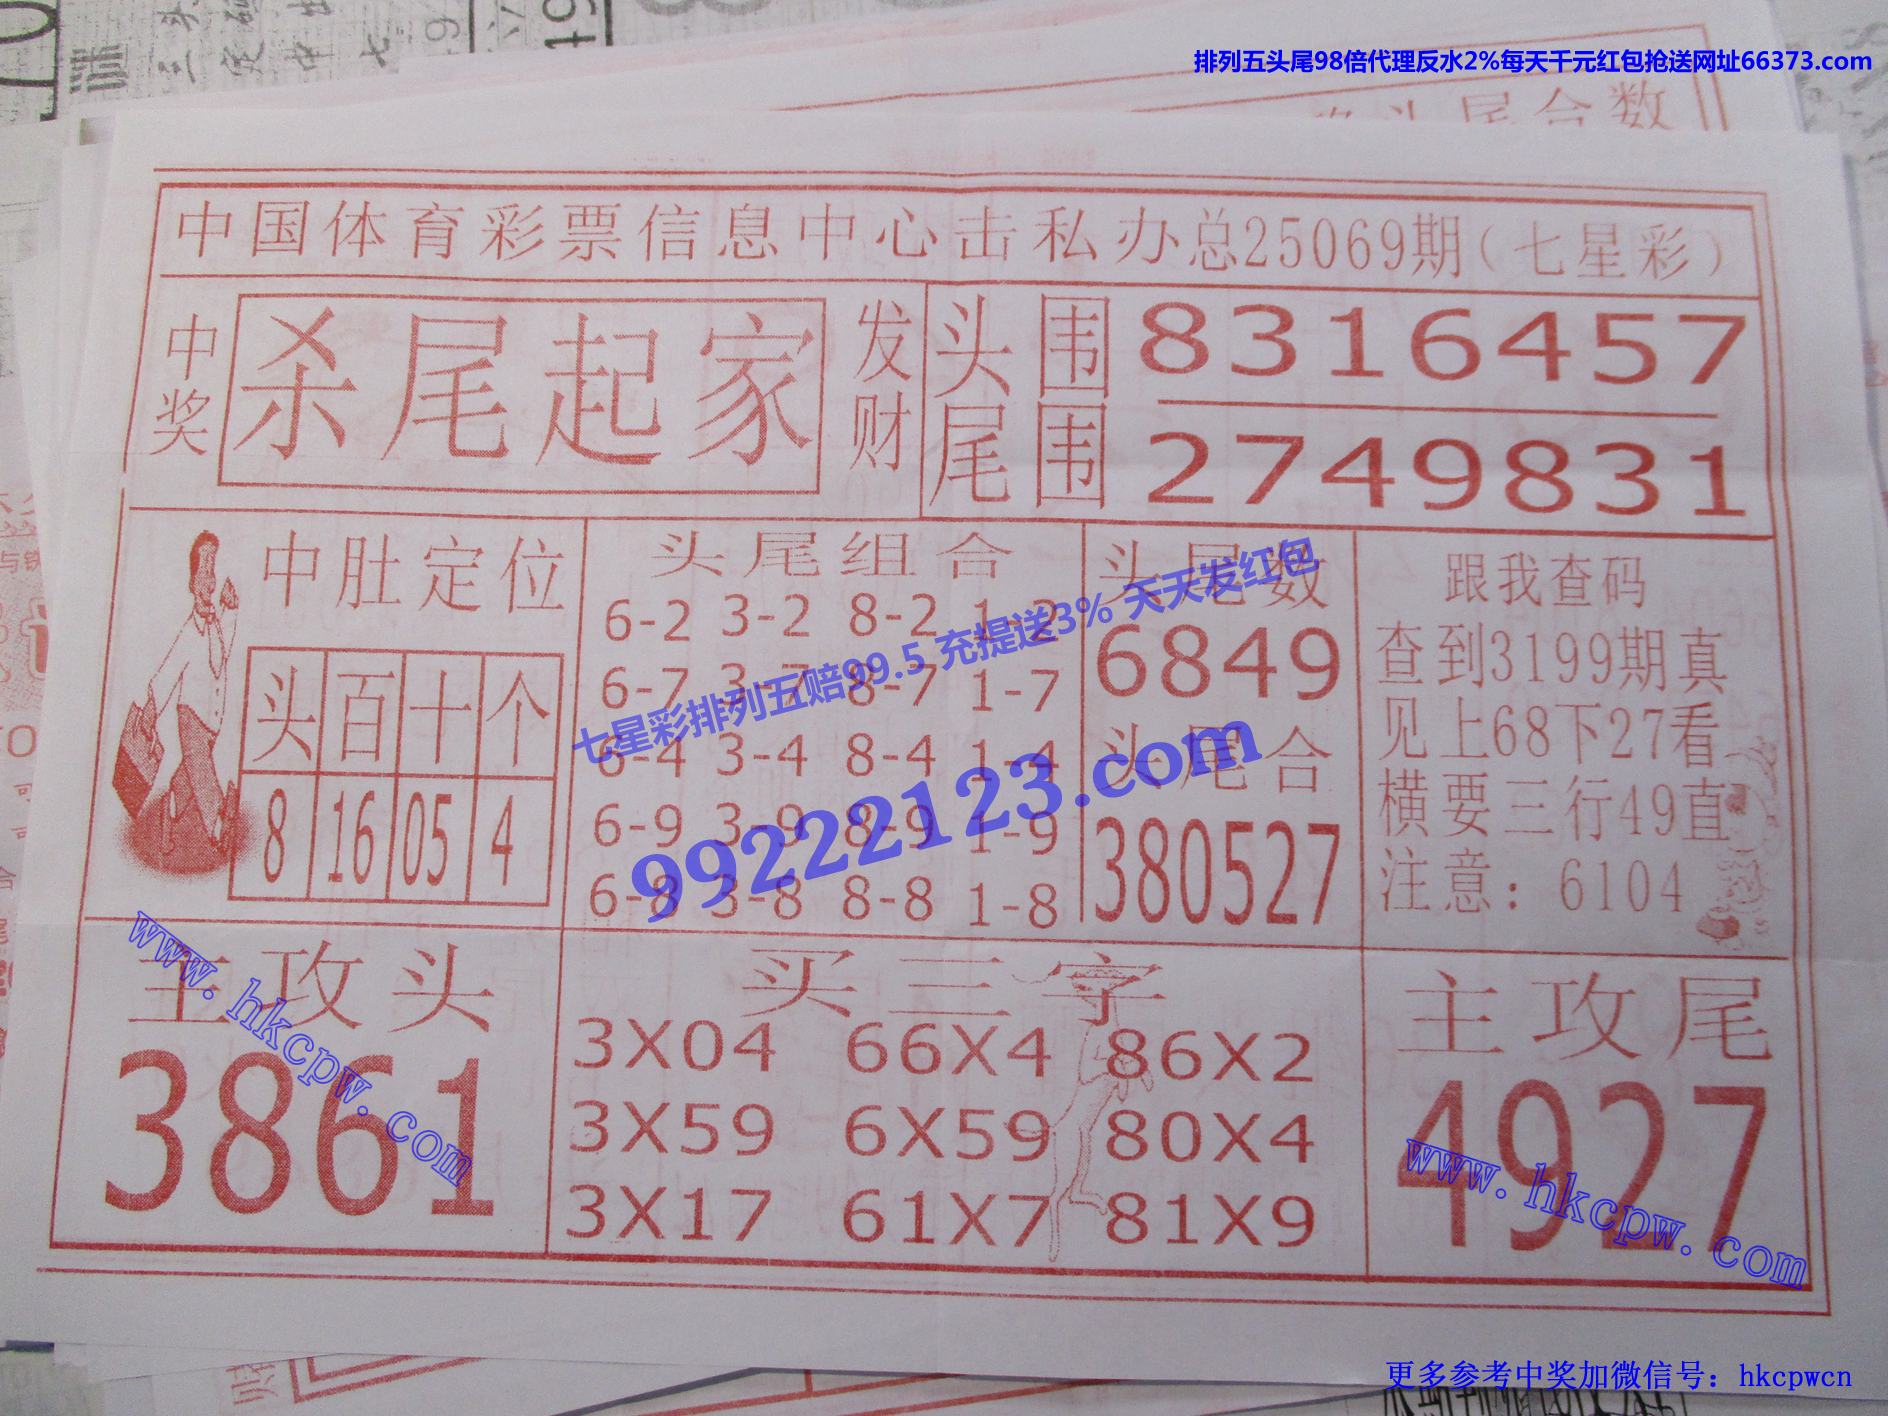 排列五头尾98倍代理反水2%每天千元红包抢送网址66373.com
头尾合数
中国体育彩票信息中心击私办总25069期(七星彩)
中奖
杀尾起家
发财
头尾
围 8316457
围 2749831
中肚定位
头 百 十 个
8 16 05 4
头尾组合
6-2 3-2 8-2 1-2
6-7 3-7 8-7 1-7
6-4 3-4 8-4 1-4
6-9 3-9 8-9 1-9
6-8 3-8 8-8 1-8
头尾数
6849
头尾合
380527
跟我查码
查到3199期真
见上68下27看
横要三行49直
注意：6104
七星彩排列五赔99.5 充提送3% 天天发红包
99222123.com
主攻头
3861
买三字
3X04 66X4 86X2
3X59 6X59 80X4
3X17 61X7 81X9
主攻尾
4927
www.hkcpw.com
www.hkcpw.com
更多参考中奖加微信号：hkcpwcn